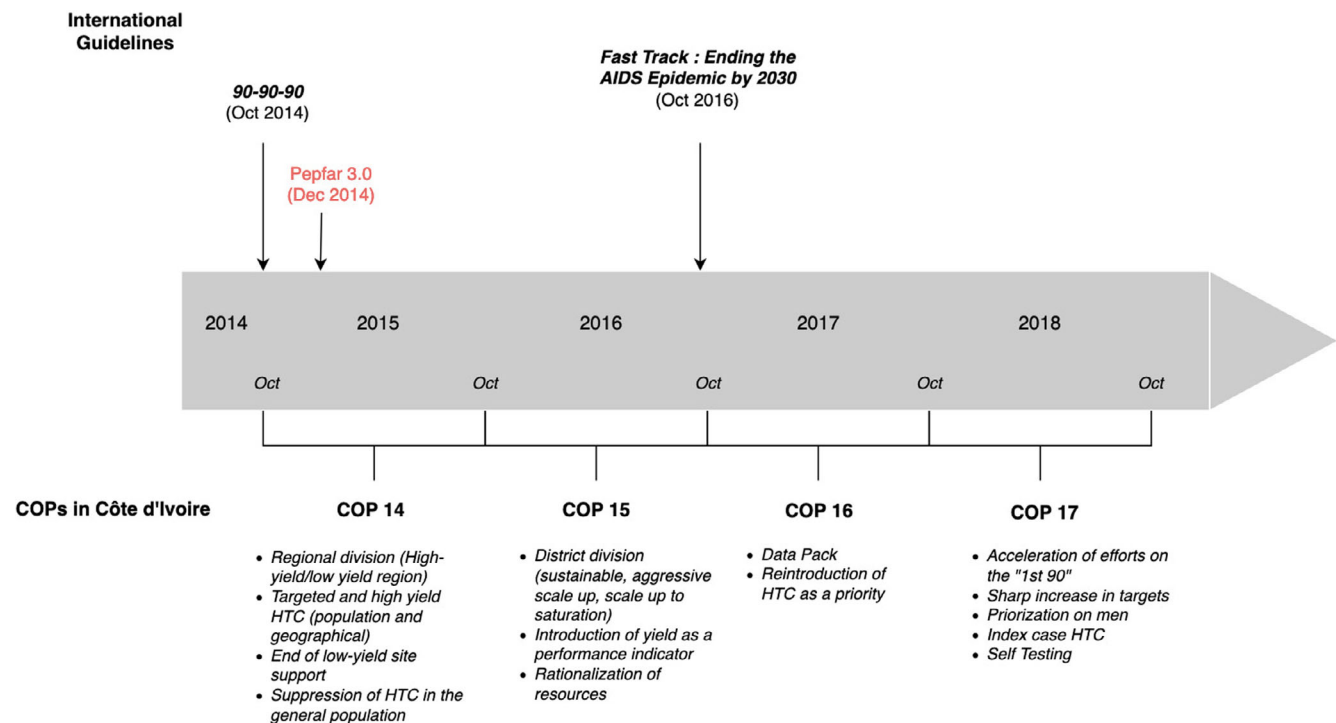 International
Guidelines
90-90-90
(Oct 2014)
Pepfar 3.0
(Dec 2014)
Fast Track : Ending the
AIDS Epidemic by 2030
(Oct 2016)
2014
2015
2016
2017
2018
Oct
Oct
Oct
Oct
Oct
COPs in Côte d'Ivoire
COP 14
• Regional division (High-
yield/low yield region)
• Targeted and high yield
HTC (population and
geographical)
• End of low-yield site
support
• Suppression of HTC in the
general population
COP 15
• District division
(sustainable, aggressive
scale up, scale up to
saturation)
• Introduction of yield as a
performance indicator
• Rationalization of
resources
COP 16
• Data Pack
• Reintroduction of
HTC as a priority
COP 17
• Acceleration of efforts on
the "1st 90"
• Sharp increase in targets
• Priorization on men
• Index case HTC
• Self Testing